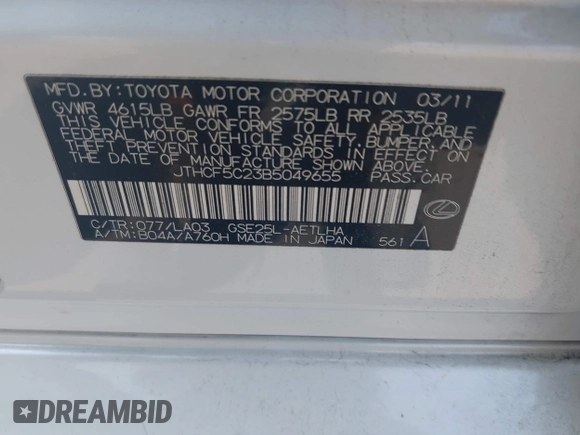 MFD.BY:TOYOTA MOTOR CORPORATION 03/11
GVWR 4615LB GAWR FR 2575LB RR 2535LB
THIS VEHICLE CONFORMS TO ALL APPLICABLE
FEDERAL MOTOR VEHICLE SAFETY,BUMPER, AND
THEFT PREVENTION STANDARDS IN EFFECT ON
THE DATE OF MANUFACTURE SHOWN ABOVE.
JTHCF5C23B5049655 PASS.CAR
C/TR:077/LA03 GSE25L-AETLHA
A/TM:B04A/A760H MADE IN JAPAN 561 A
DREAMBID